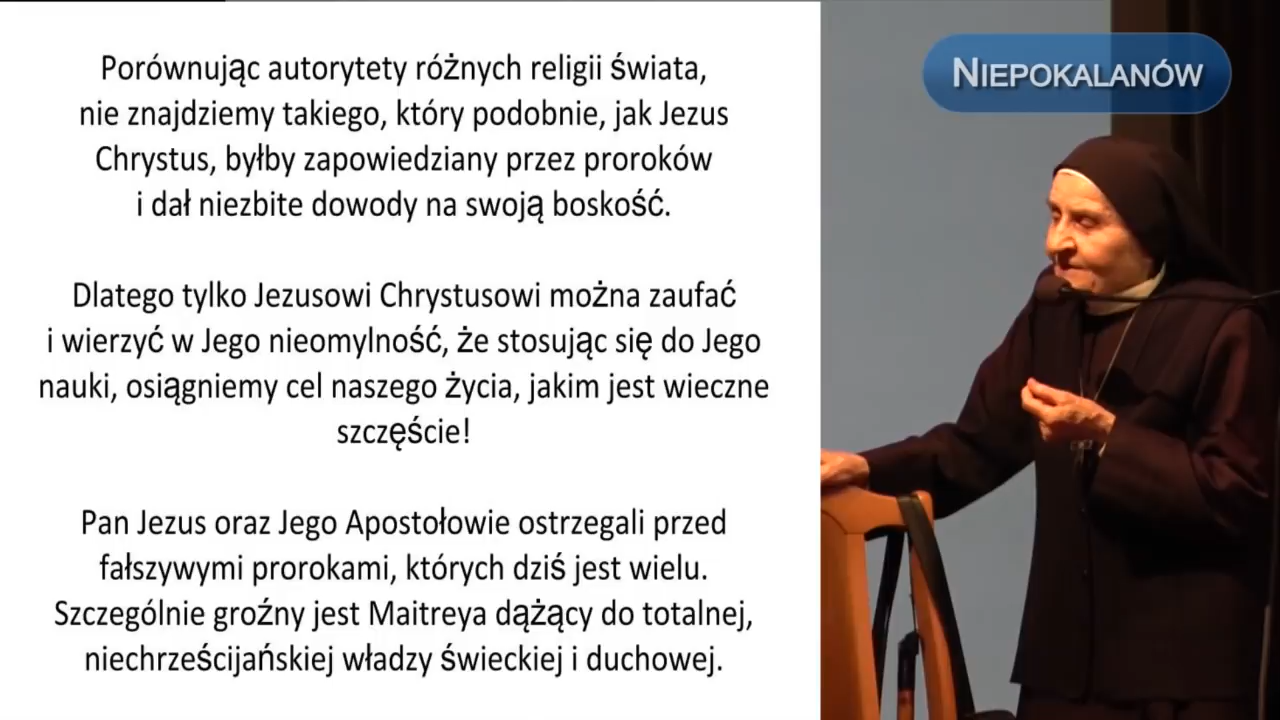 Porównując autorytety różnych religii świata,
nie znajdziemy takiego, który podobnie, jak Jezus
Chrystus, byłby zapowiedziany przez proroków
i dał niezbite dowody na swoją boskość.
Dlatego tylko Jezusowi Chrystusowi można zaufać
i wierzyć w Jego nieomylność, że stosując się do Jego
nauki, osiągniemy cel naszego życia, jakim jest wieczne
szczęście!
Pan Jezus oraz Jego Apostołowie ostrzegali przed
fałszywymi prorokami, których dziś jest wielu.
Szczególnie groźny jest Maitreya dążący do totalnej,
niechrześcijańskiej władzy świeckiej i duchowej.
NIEPOKALANÓW